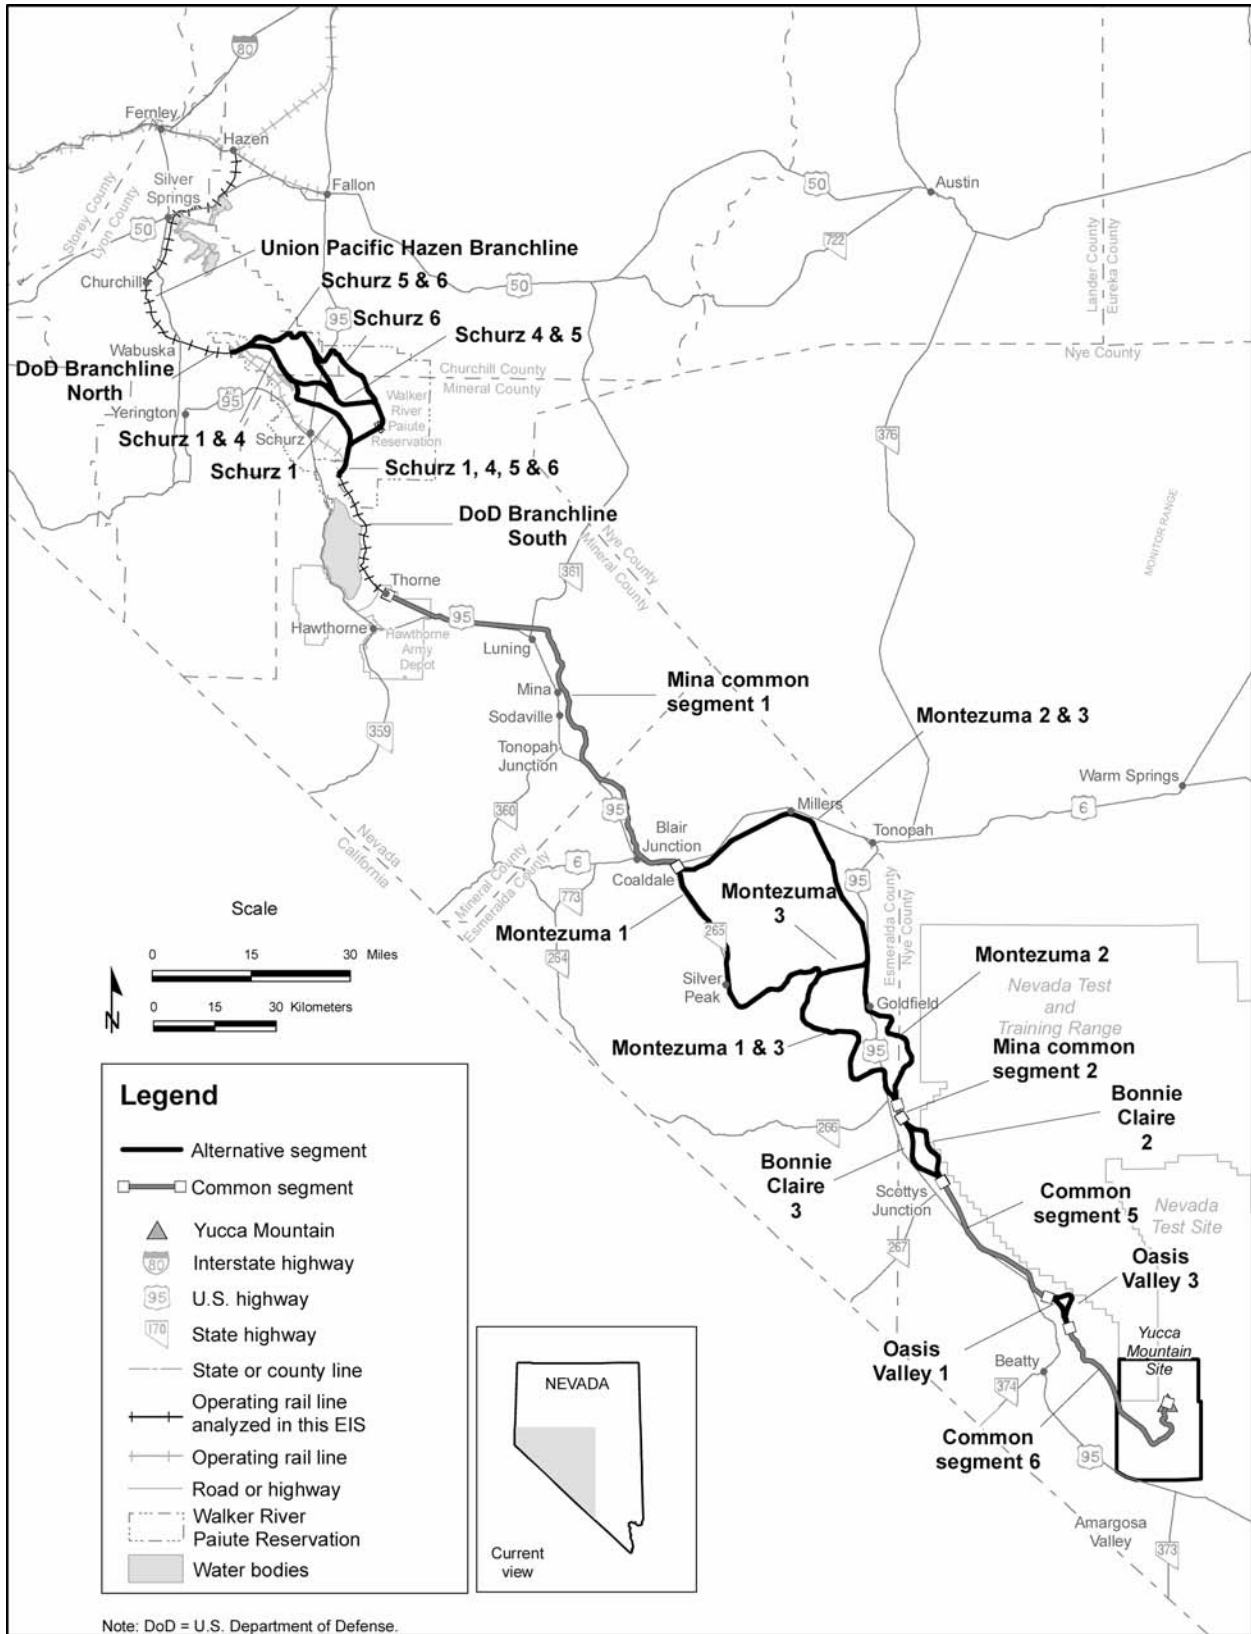 80
Fernley
Hazen
Silver
Springs
Fallon
50
Austin
50
Storey County
Lyon County
722
Union Pacific Hazen Branchline
Lander County
Eureka County
Churchill
Schurz 5 & 6
50
95
Schurz 6
Schurz 4 & 5
Wabuska
DoD Branchline
North
Nye County
Churchill County
Mineral County
95
Yerington
Walker
River
Paiute
Reservation
376
Schurz 1 & 4
Schurz
Schurz 1
Schurz 1, 4, 5 & 6
MONITOR RANGE
DoD Branchline
South
Nye County
Mineral County
361
Thorne
95
Hawthorne
Hawthorne
Army
Depot
Luning
Mina
Mina common
segment 1
Sodaville
359
Montezuma 2 & 3
Tonopah
Junction
Warm Springs
360
95
Millers
6
Nevada
California
Blair
Junction
Tonopah
6
Coaldale
Mineral County
Esmeralda County
773
95
Montezuma
3
Esmeralda County
Nye County
Scale
Montezuma 1
265
264
0 15 30 Miles
Montezuma 2
Silver
Peak
Nevada Test
and
Training Range
0 15 30 Kilometers
Goldfield
N
Montezuma 1 & 3
95
Mina common
segment 2
Legend
Bonnie
Claire
2
266
Alternative segment
Bonnie
Claire
3
Common segment
Scottys
Junction
Common
segment 5
Nevada
Test Site
Yucca Mountain
80
Interstate highway
267
Oasis
Valley 3
95
U.S. highway
170
State highway
Yucca
Mountain
Site
Oasis
Valley 1
Beatty
State or county line
374
NEVADA
Operating rail line
analyzed in this EIS
Common
segment 6
95
Operating rail line
Road or highway
Walker River
Paiute Reservation
Amargosa
Valley
373
Current
view
Water bodies
Note: DoD = U.S. Department of Defense.